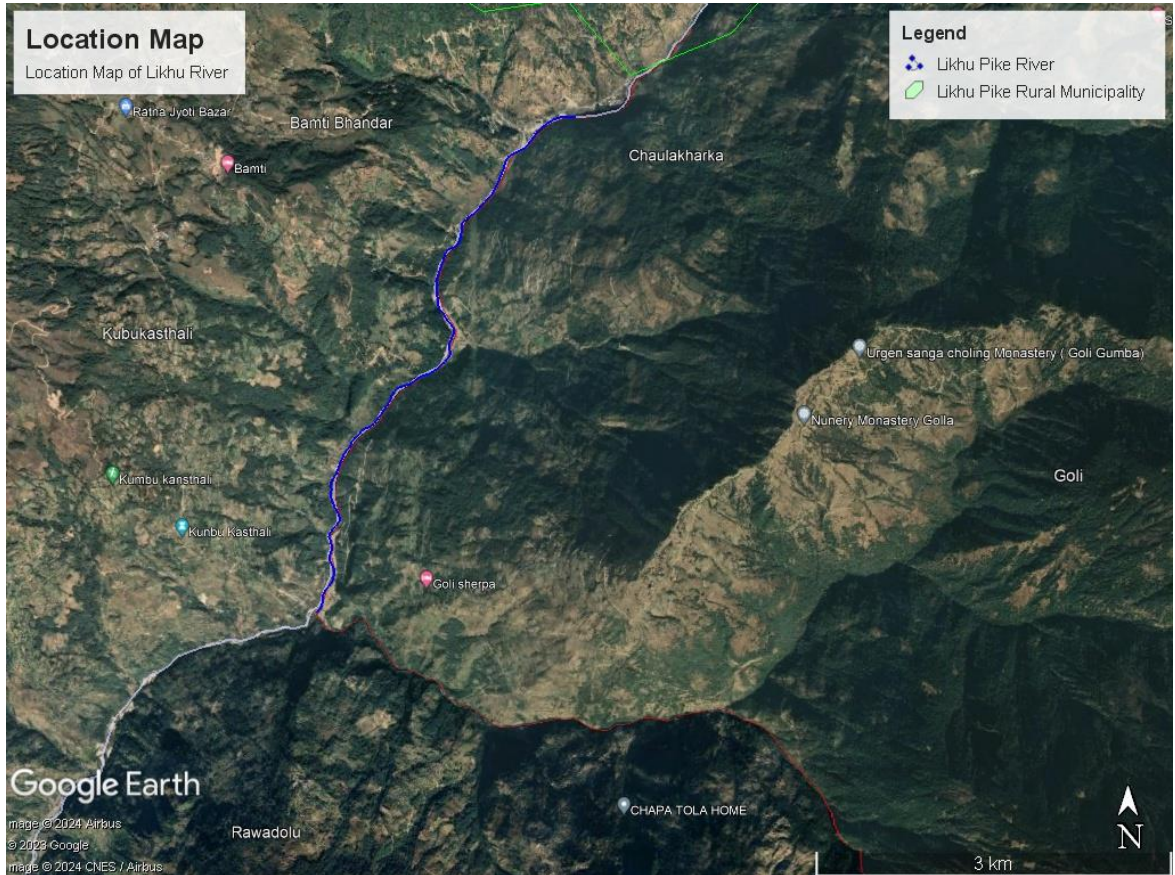 Location Map
Location Map of Likhu River
Legend
Likhu Pike River
Likhu Pike Rural Municipality
Ratna Jyoti Bazar
Bamti Bhandar
Bamti
Chaulakharka
Kubukasthali
Urgen sanga choling Monastery ( Goli Gumba)
Nunery Monastery Golla
Goli
Kumbu kansthali
Kunbu Kasthali
Goli sherpa
Google Earth
CHAPA TOLA HOME
Rawadolu
mage © 2024 Airbus
© 2023 Google
mage © 2024 CNES / Airbus
N
3 km